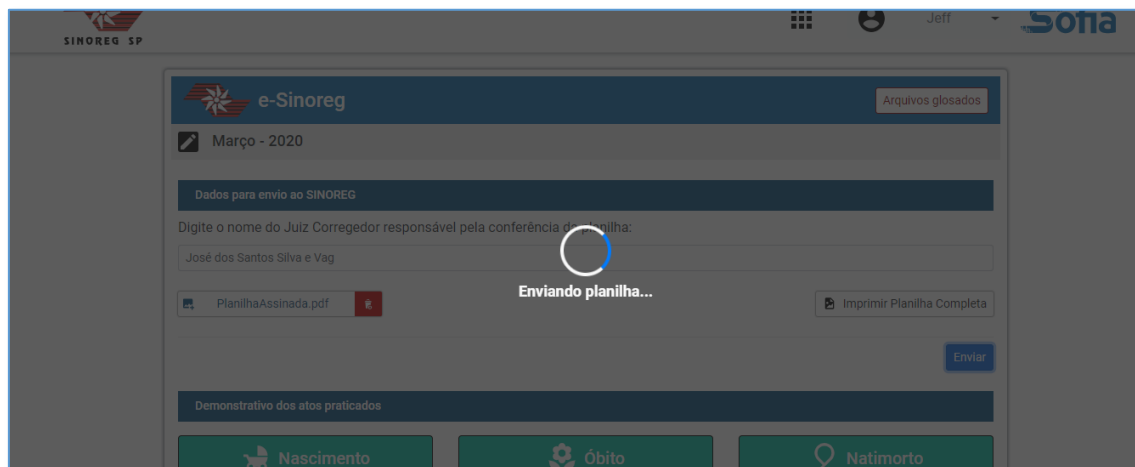 SINOREG SP
Jeff
Sofia
e-Sinoreg
Arquivos glosados
Março - 2020
Dados para envio ao SINOREG
Digite o nome do Juiz Corregedor responsável pela conferência da planilha:
José dos Santos Silva e Vag
Enviando planilha...
PlanilhaAssinada.pdf
Imprimir Planilha Completa
Enviar
Demonstrativo dos atos praticados
Nascimento
Óbito
Natimorto